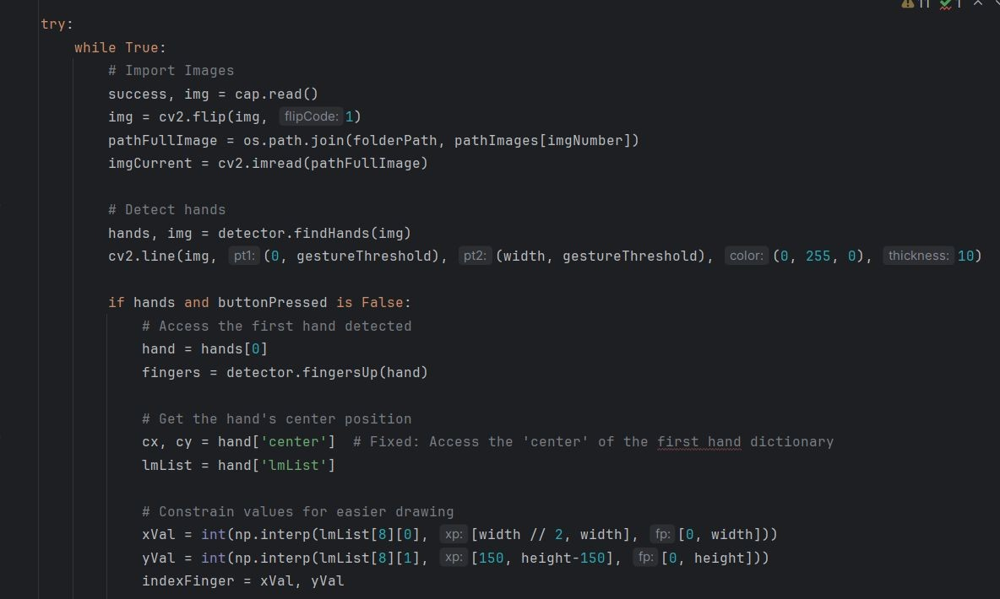 11 1
try:
while True:
# Import Images
success, img = cap.read()
img = cv2.flip(img, flipCode: 1)
pathFullImage = os.path.join(folderPath, pathImages[imgNumber])
imgCurrent = cv2.imread(pathFullImage)
# Detect hands
hands, img = detector.findHands(img)
cv2.line(img, pt1: (0, gestureThreshold), pt2: (width, gestureThreshold), color: (0, 255, 0), thickness: 10)
if hands and buttonPressed is False:
# Access the first hand detected
hand = hands[0]
fingers = detector.fingersUp(hand)
# Get the hand's center position
cx, cy = hand['center']  # Fixed: Access the 'center' of the first hand dictionary
lmList = hand['lmList']
# Constrain values for easier drawing
xVal = int(np.interp(lmList[8][0], xp: [width // 2, width], fp: [0, width]))
yVal = int(np.interp(lmList[8][1], xp: [150, height-150], fp: [0, height]))
indexFinger = xVal, yVal